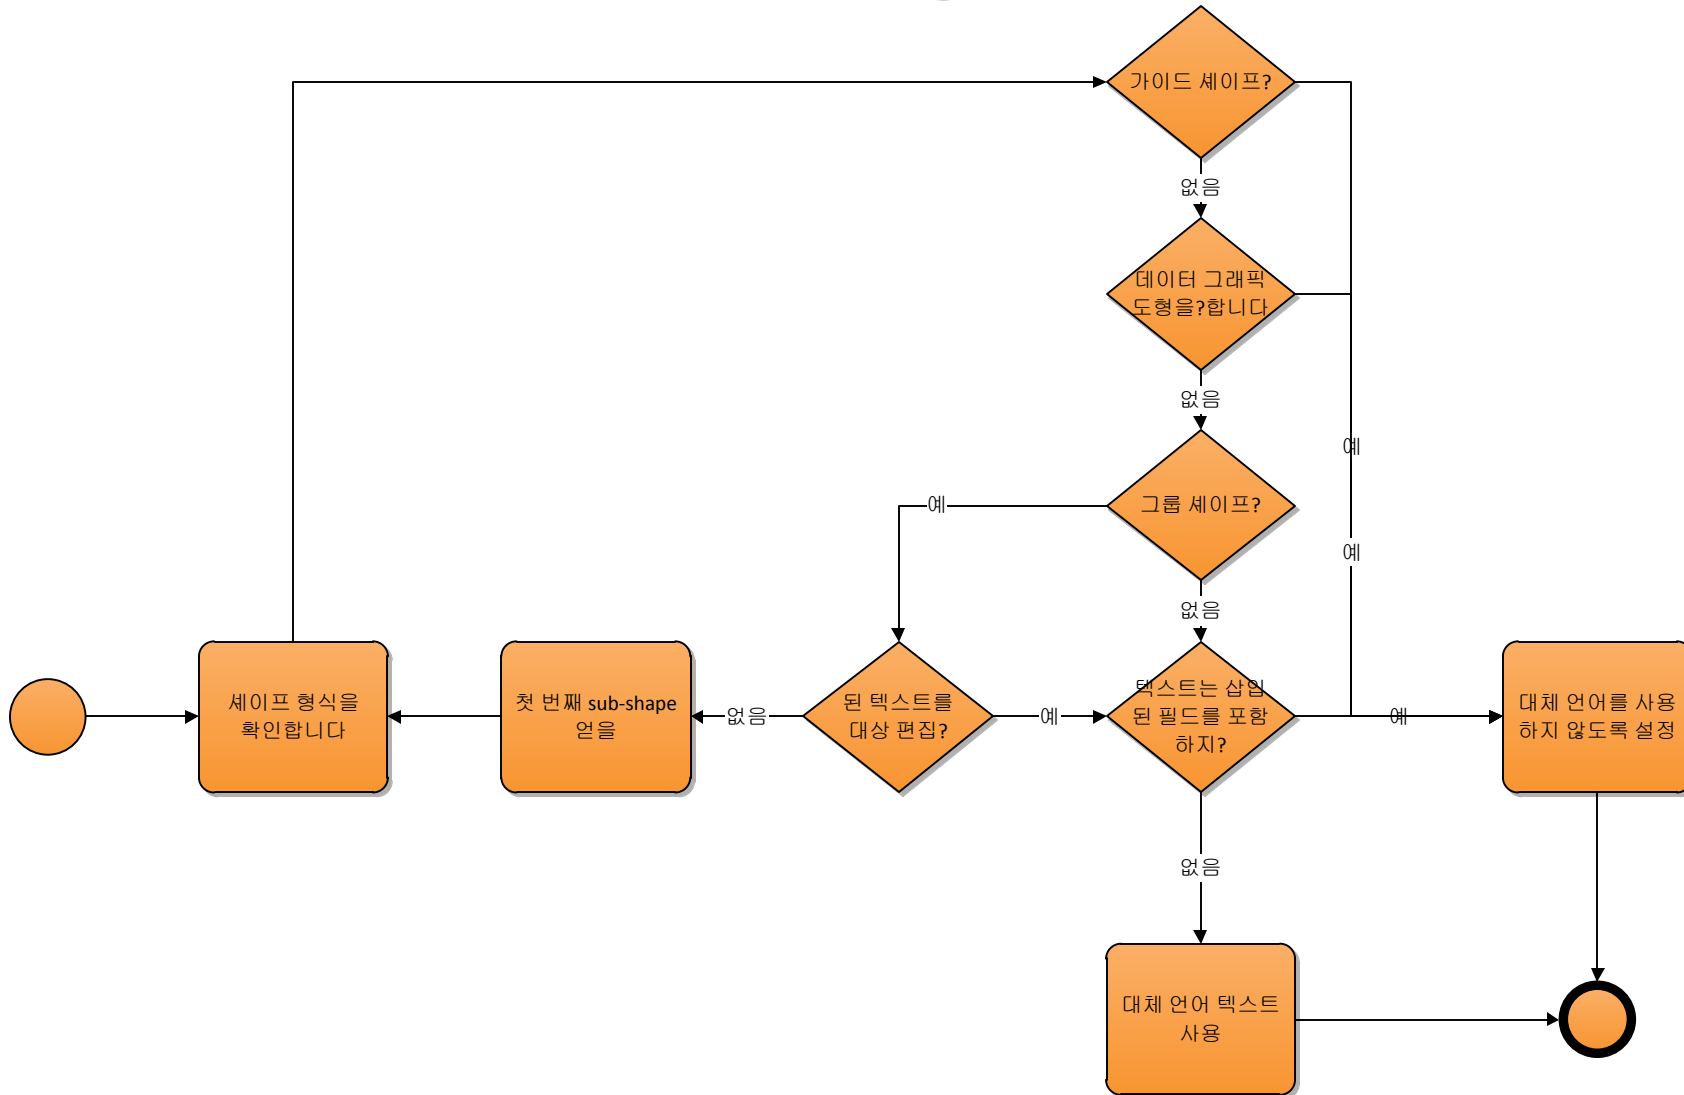 가이드 셰이프?
없음
데이터 그래픽
도형을?합니다
없음
예
그룹 셰이프?
예
예
없음
셰이프 형식을
확인합니다
첫 번째 sub-shape
얻을
없음
된 텍스트를
대상 편집?
예
텍스트는 삽입
된 필드를 포함
하지?
예
대체 언어를 사용
하지 않도록 설정
없음
대체 언어 텍스트
사용